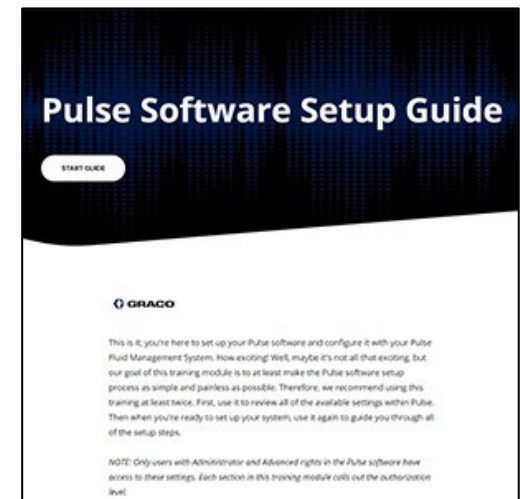 Pulse Software Setup Guide
START GUIDE
GRACO
This is it; you're here to set up your Pulse software and configure it with your Pulse
Fluid Management System. How exciting! Well, maybe it's not all that exciting, but
our goal of this training module is to at least make the Pulse software setup
process as simple and painless as possible. Therefore, we recommend using this
training at least twice. First, use it to review all of the available settings within Pulse.
Then when you're ready to set up your system, use it again to guide you through all
of the setup steps.
NOTE: Only users with Administrator and Advanced rights in the Pulse software have
access to these settings. Each section in this training module calls out the authorization
level.